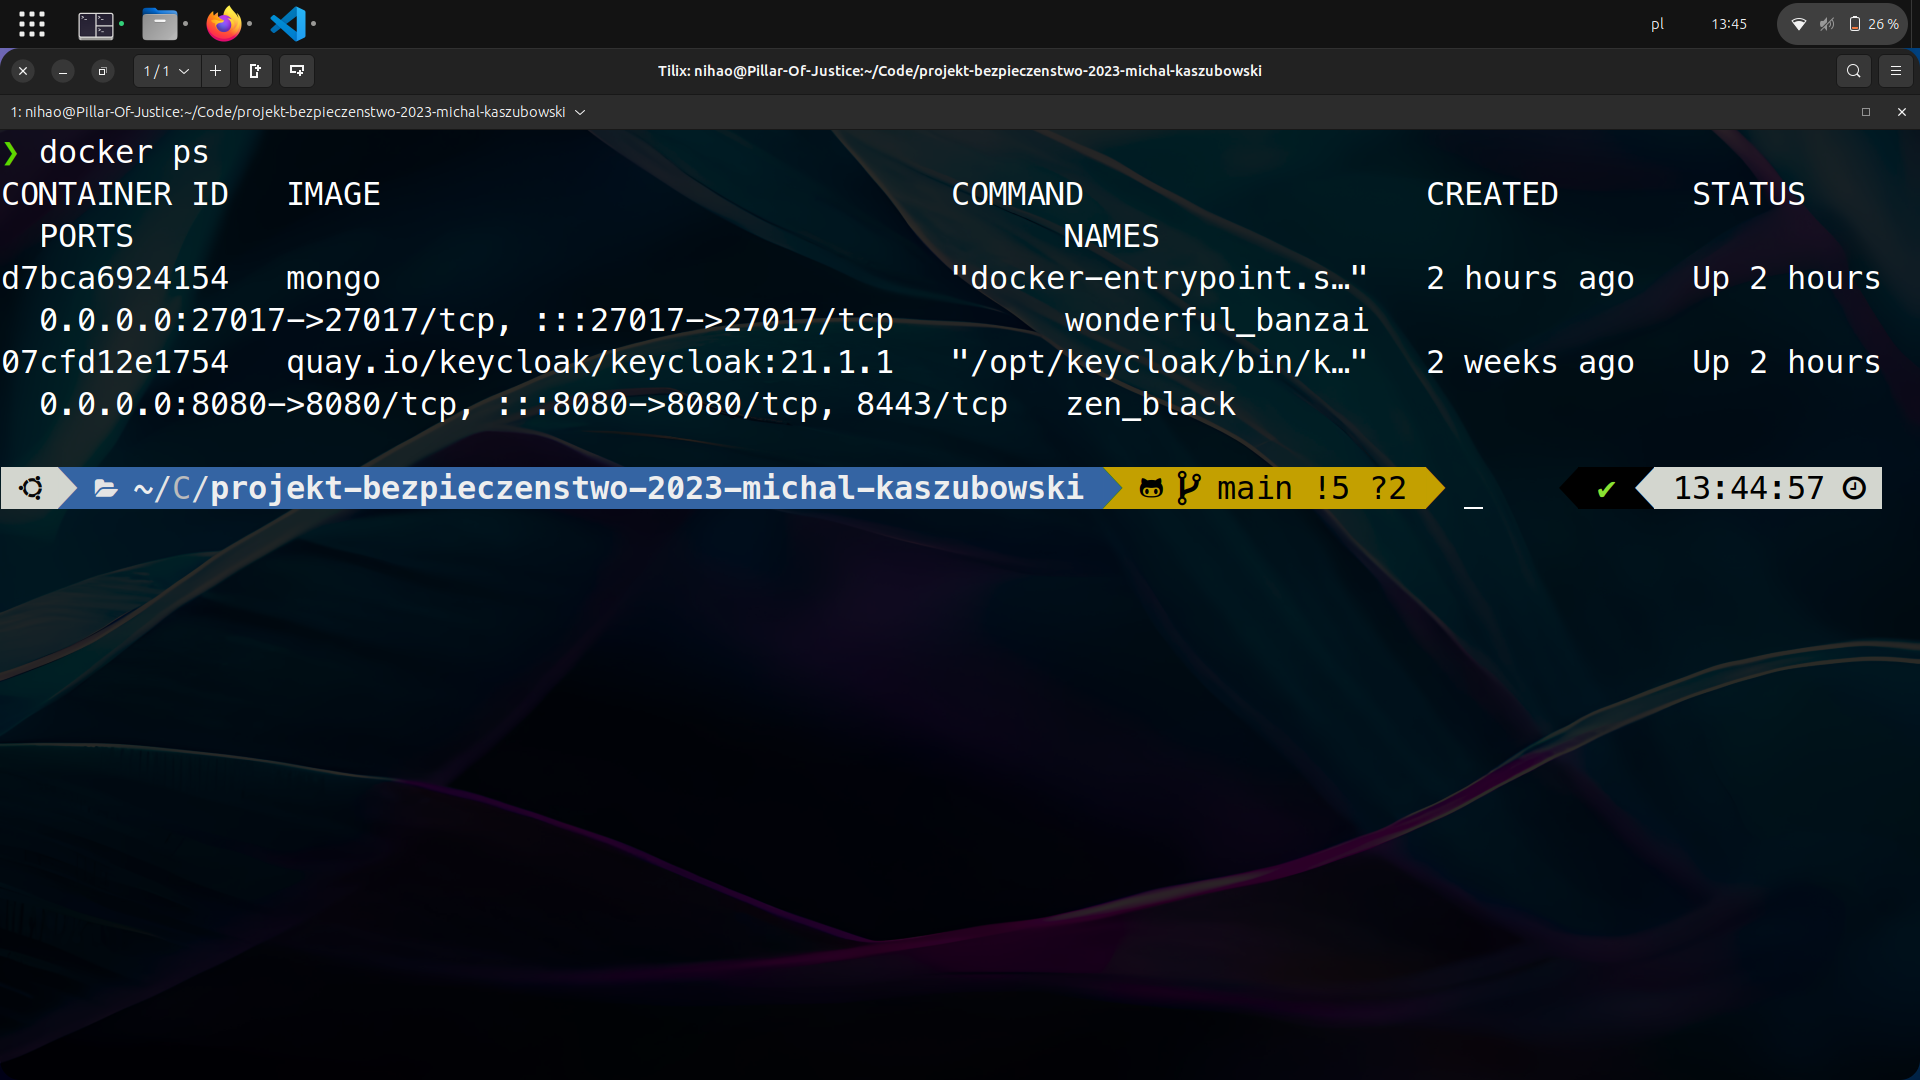 pl 13:45 26 %
1 / 1 Tilix: nihao@Pillar-Of-Justice:~/Code/projekt-bezpieczenstwo-2023-michal-kaszubowski
1: nihao@Pillar-Of-Justice:~/Code/projekt-bezpieczenstwo-2023-michal-kaszubowski
❯ docker ps
CONTAINER ID   IMAGE                              COMMAND                  CREATED       STATUS
  PORTS                                                 NAMES
d7bca6924154   mongo                              "docker-entrypoint.s…"   2 hours ago   Up 2 hours
  0.0.0.0:27017->27017/tcp, :::27017->27017/tcp         wonderful_banzai
07cfd12e1754   quay.io/keycloak/keycloak:21.1.1   "/opt/keycloak/bin/k…"   2 weeks ago   Up 2 hours
  0.0.0.0:8080->8080/tcp, :::8080->8080/tcp, 8443/tcp   zen_black
~/C/projekt-bezpieczenstwo-2023-michal-kaszubowski main !5 ?2 _ ✔ 13:44:57